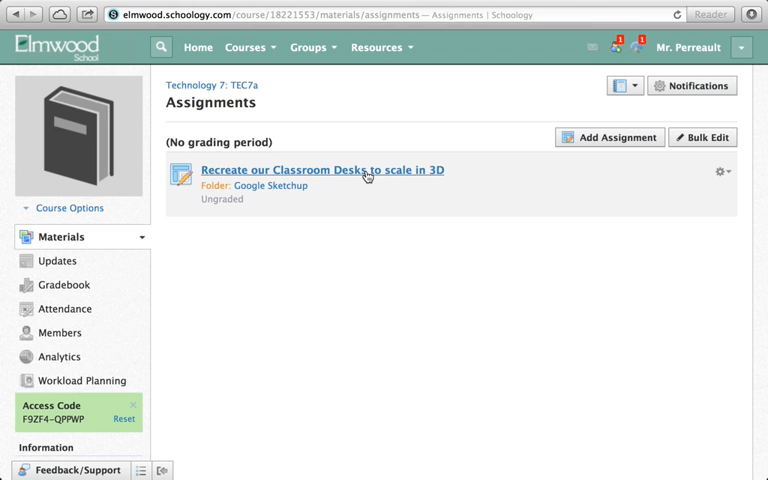 elmwood.schoology.com/course/18221553/materials/assignments — Assignments | Schoology
Reader
Elmwood School
Home
Courses
Groups
Resources
1
1
Mr. Perreault
Technology 7: TEC7a
Assignments
Notifications
(No grading period)
Add Assignment
Bulk Edit
Recreate our Classroom Desks to scale in 3D
Folder: Google Sketchup
Ungraded
Course Options
Materials
Updates
Gradebook
Attendance
Members
Analytics
Workload Planning
Access Code
F9ZF4-QPPWP Reset
Information
Feedback/Support